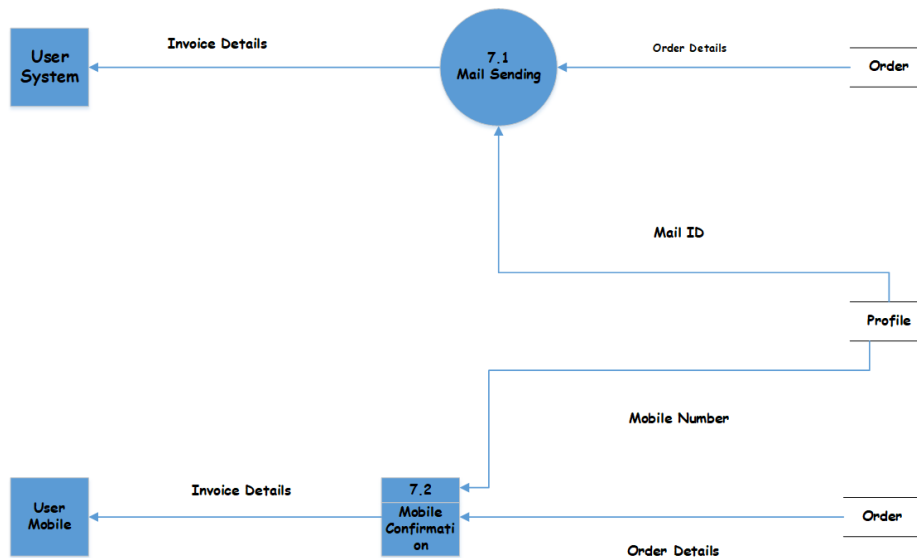 Invoice Details
Order Details
User
System
7.1
Mail Sending
Order
Mail ID
Profile
Mobile Number
Invoice Details
7.2
User
Mobile
Mobile
Confirmati
on
Order
Order Details